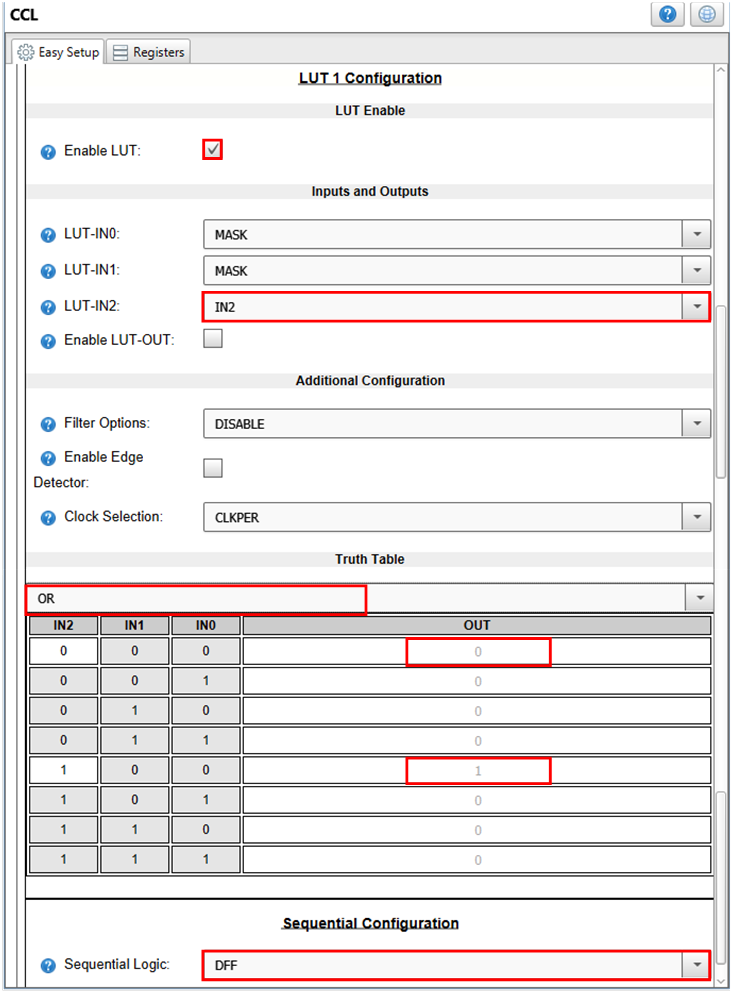 CCL
Easy Setup Registers
LUT 1 Configuration
LUT Enable
Enable LUT:
Inputs and Outputs
LUT-IN0: MASK
LUT-IN1: MASK
LUT-IN2: IN2
Enable LUT-OUT:
Additional Configuration
Filter Options: DISABLE
Enable Edge
Detector:
Clock Selection: CLKPER
Truth Table
OR
IN2 IN1 IN0 OUT
0 0 0 0
0 0 1 0
0 1 0 0
0 1 1 0
1 0 0 1
1 0 1 0
1 1 0 0
1 1 1 0
Sequential Configuration
Sequential Logic: DFF